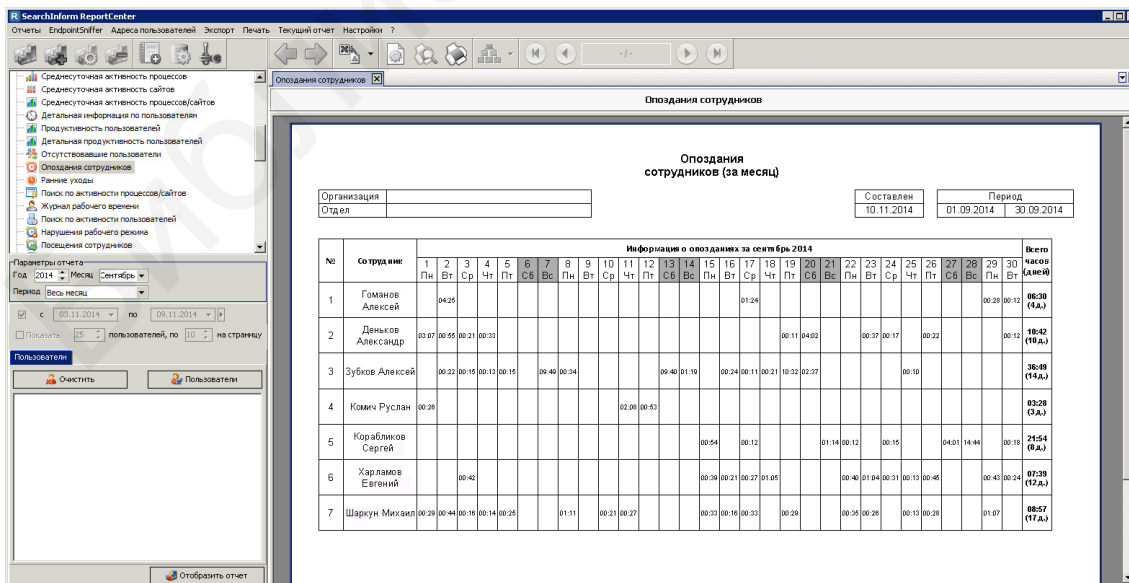 SearchInform ReportCenter
Отчеты EndpointSniffer Адреса пользователей Экспорт Печать Текущий отчет Настройки ?
- / -
Среднесуточная активность процессов
Среднесуточная активность сайтов
Среднесуточная активность процессов/сайтов
Детальная информация по пользователям
Продуктивность пользователей
Детальная продуктивность пользователей
Отсутствовавшие пользователи
Опоздания сотрудников
Ранние уходы
Поиск по активности процессов/сайтов
Журнал рабочего времени
Поиск по активности пользователей
Нарушения рабочего режима
Посещения сотрудников
Параметры отчета
Год 2014 Месяц Сентябрь
Период Весь месяц
с 03.11.2014 по 09.11.2014
Показать 25 пользователей, по 10 на страницу
Пользователи
Очистить Пользователи
Отобразить отчет
Опоздания сотрудников
Опоздания сотрудников
Опоздания
сотрудников (за месяц)
Организация
Отдел
Составлен
10.11.2014
Период
01.09.2014 30.09.2014
№ Сотрудник Информация о опозданиях за сентябрь 2014 Всего часов (дней)
1 2 3 4 5 6 7 8 9 10 11 12 13 14 15 16 17 18 19 20 21 22 23 24 25 26 27 28 29 30
Пн Вт Ср Чт Пт Сб Вс Пн Вт Ср Чт Пт Сб Вс Пн Вт Ср Чт Пт Сб Вс Пн Вт Ср Чт Пт Сб Вс Пн Вт
1 Гоманов Алексей 04:25 01:24 00:28 00:12 06:30 (4 д.)
2 Деньков Александр 03:07 00:55 00:21 00:33 00:11 04:02 00:37 00:17 00:22 00:12 10:42 (10 д.)
3 Зубков Алексей 00:22 00:15 00:13 00:15 09:49 00:34 09:40 01:19 00:24 00:11 00:21 10:32 02:37 00:10 36:49 (14 д.)
4 Комич Руслан 00:26 02:08 00:53 03:28 (3 д.)
5 Корабликов Сергей 00:54 00:12 01:14 00:12 00:15 04:01 14:44 00:18 21:54 (8 д.)
6 Харламов Евгений 00:42 00:39 00:21 00:27 01:05 00:40 01:04 00:31 00:13 00:45 00:43 00:24 07:39 (12 д.)
7 Шаркун Михаил 00:29 00:44 00:16 00:14 00:25 01:11 00:21 00:27 00:33 00:16 00:33 00:29 00:35 00:26 00:13 00:28 01:07 08:57 (17 д.)